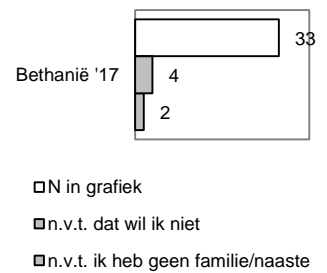 33
Bethanië '17 4
2
N in grafiek
n.v.t. dat wil ik niet
n.v.t. ik heb geen familie/naaste